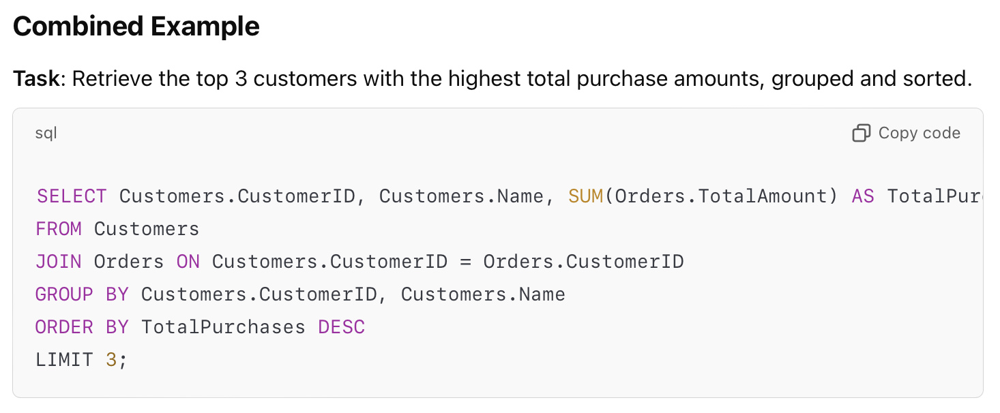 Combined Example
Task: Retrieve the top 3 customers with the highest total purchase amounts, grouped and sorted.
sql
Copy code
SELECT Customers.CustomerID, Customers.Name, SUM(Orders.TotalAmount) AS TotalPur
FROM Customers
JOIN Orders ON Customers.CustomerID = Orders.CustomerID
GROUP BY Customers.CustomerID, Customers.Name
ORDER BY TotalPurchases DESC
LIMIT 3;